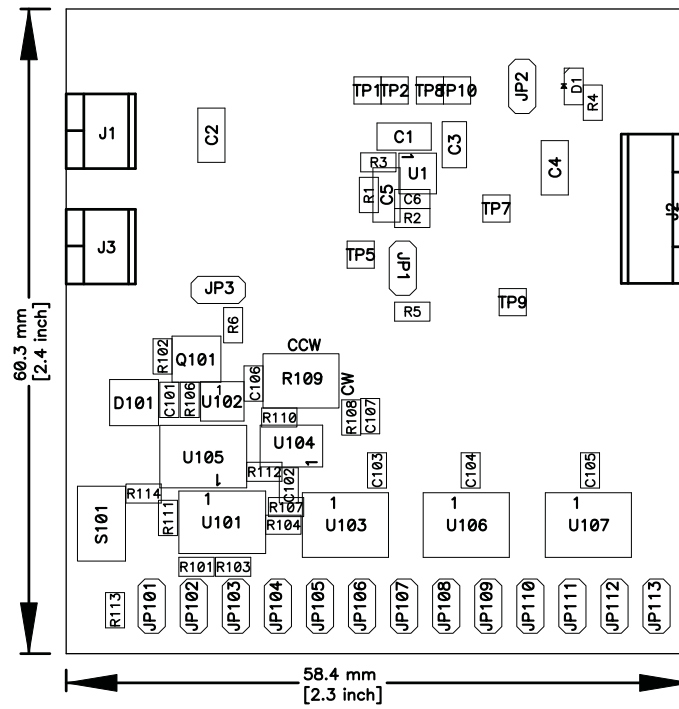 TP1 TP2 TP8 TP10 JP2 D1 R4
J1 C2 C1 C3 C4
R3 1 U1
R1 C5 C6 R2 TP7 J2
J3 TP5 JP1 TP9
JP3 R6 R5
60.3 mm
[2.4 inch]
R102 Q101 CCW
C106 R109 CW
D101 C101 R106 1 U102 R110 R108 C107
U105 1 U104 1
R112 C102 C103 C104 C105
S101 R114 R111 1 U101 R107 R104 1 U103 1 U106 1 U107
R101 R103
R113 JP101 JP102 JP103 JP104 JP105 JP106 JP107 JP108 JP109 JP110 JP111 JP112 JP113
58.4 mm
[2.3 inch]